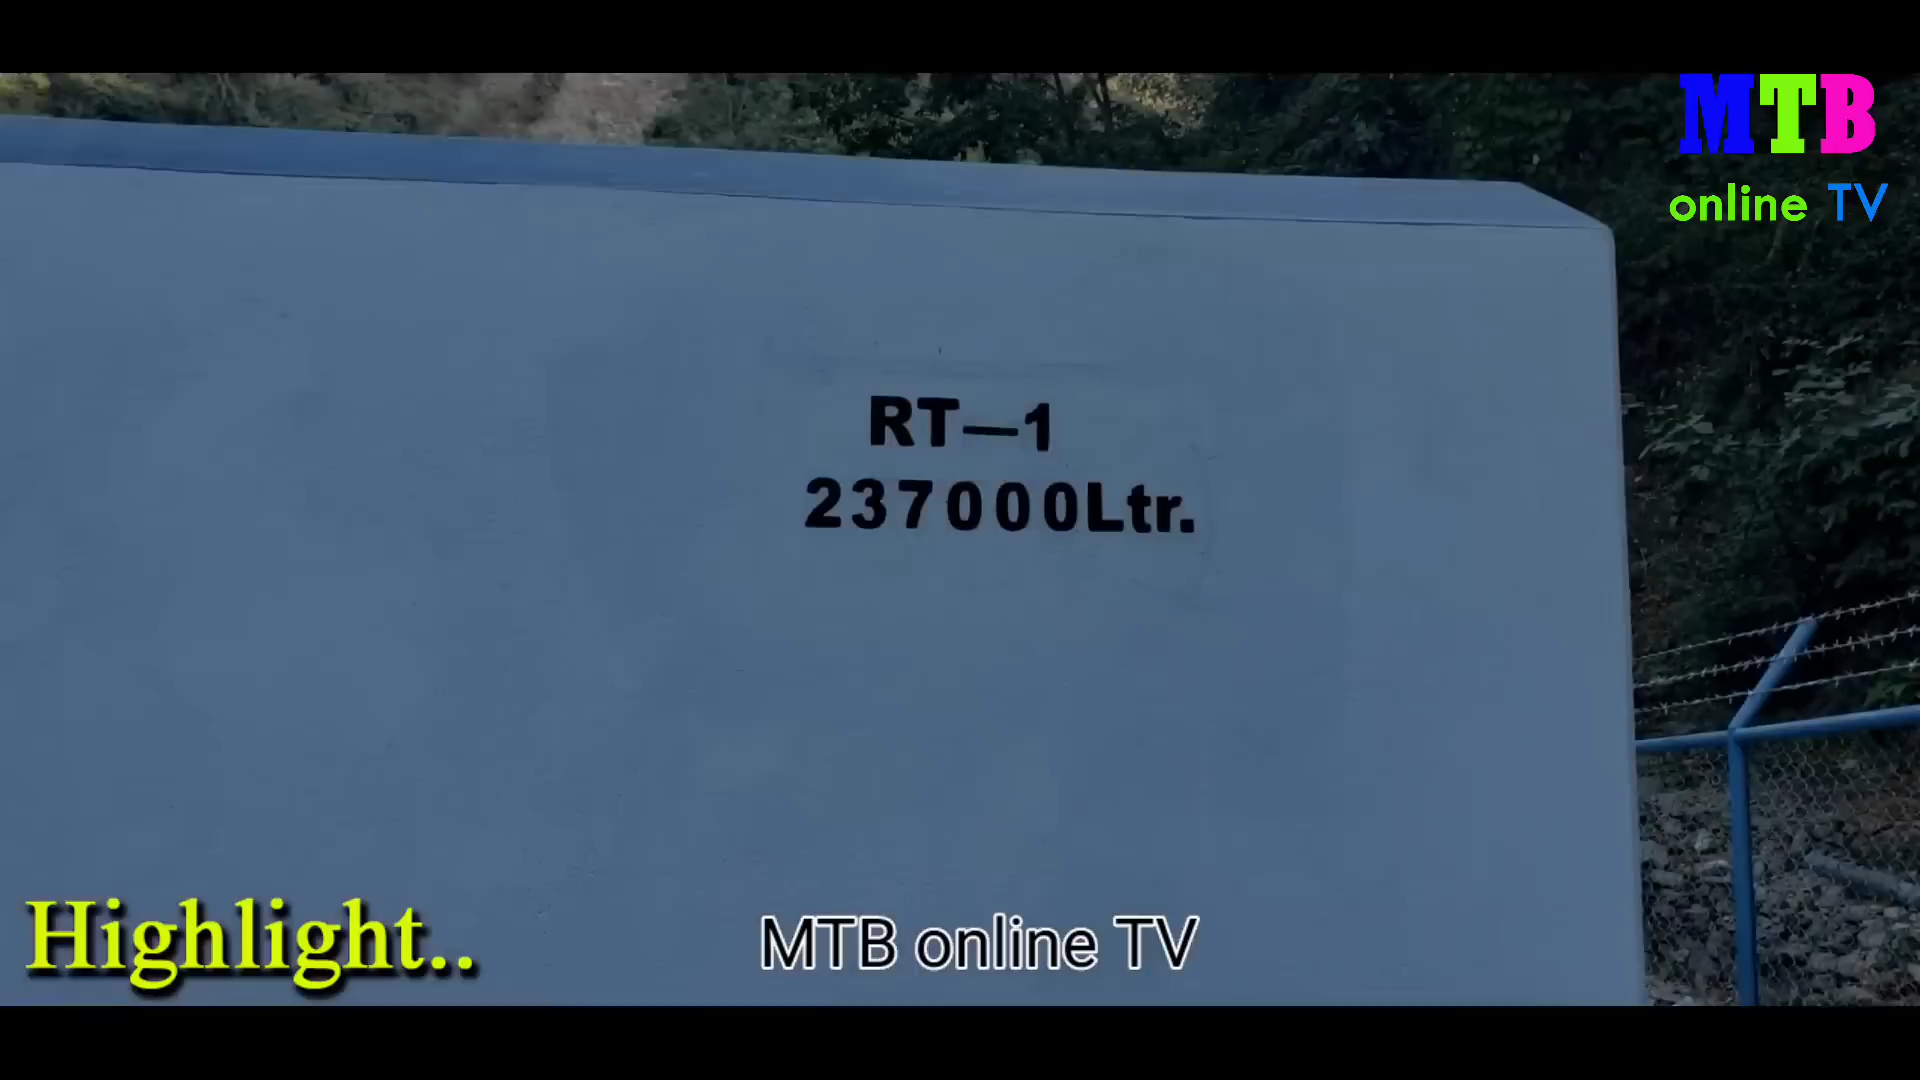 MTB
online TV
RT—1
237000Ltr.
Highlight..
MTB online TV